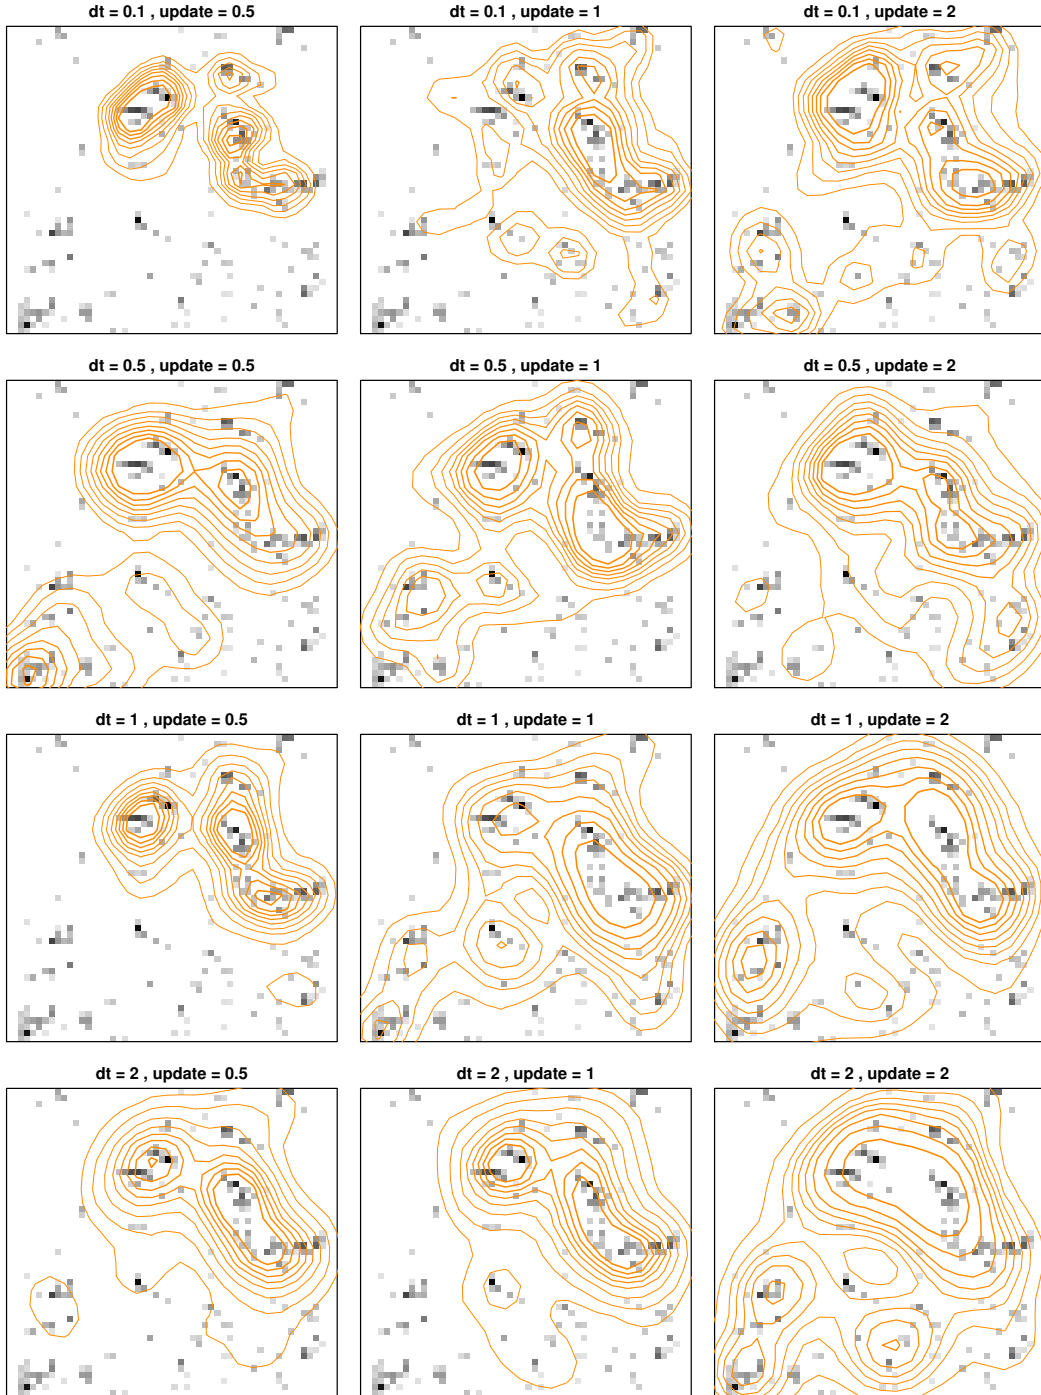 dt = 0.1 , update = 0.5
dt = 0.1 , update = 1
dt = 0.1 , update = 2
dt = 0.5 , update = 0.5
dt = 0.5 , update = 1
dt = 0.5 , update = 2
dt = 1 , update = 0.5
dt = 1 , update = 1
dt = 1 , update = 2
dt = 2 , update = 0.5
dt = 2 , update = 1
dt = 2 , update = 2